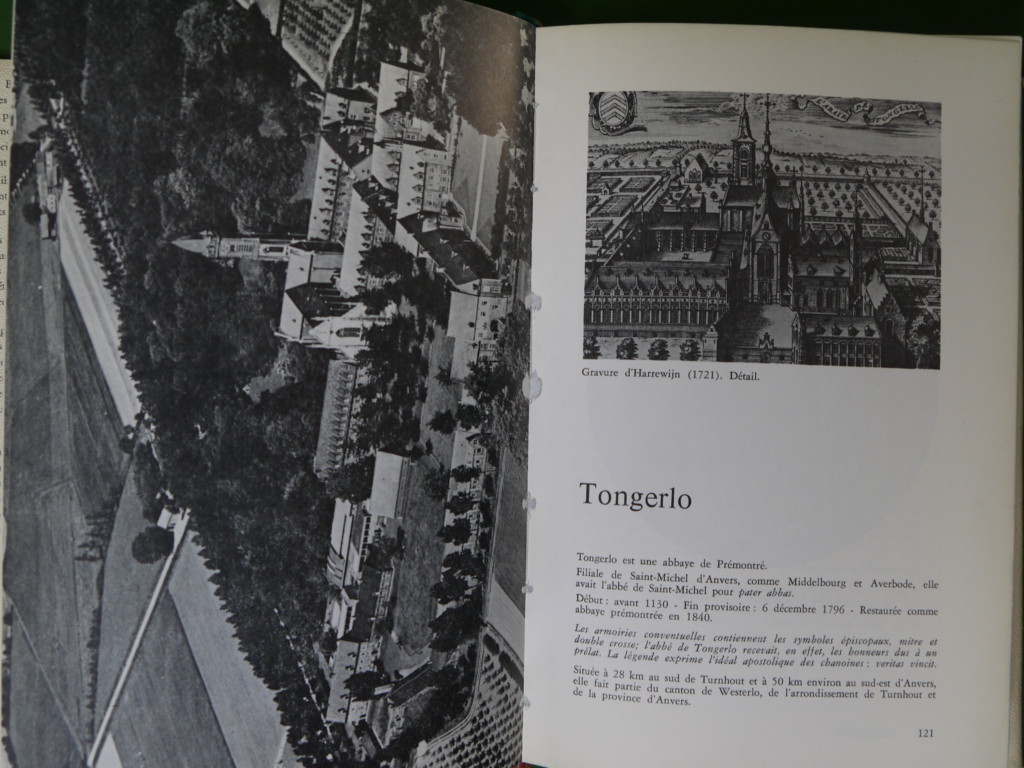 ABBAYE DE TONGERLOO
Gravure d'Harrewijn (1721). Détail.
Tongerlo
Tongerlo est une abbaye de Prémontré.
Filiale de Saint-Michel d'Anvers, comme Middelbourg et Averbode, elle
avait l'abbé de Saint-Michel pour pater abbas.
Début : avant 1130 - Fin provisoire : 6 décembre 1796 - Restaurée comme
abbaye prémontrée en 1840.
Les armoiries conventuelles contiennent les symboles épiscopaux, mitre et
double crosse; l'abbé de Tongerlo recevait, en effet, les honneurs dus à un
prélat. La légende exprime l'idéal apostolique des chanoines : veritas vincit.
Située à 28 km au sud de Turnhout et à 50 km environ au sud-est d'Anvers,
elle fait partie du canton de Westerlo, de l'arrondissement de Turnhout et
de la province d'Anvers.
121